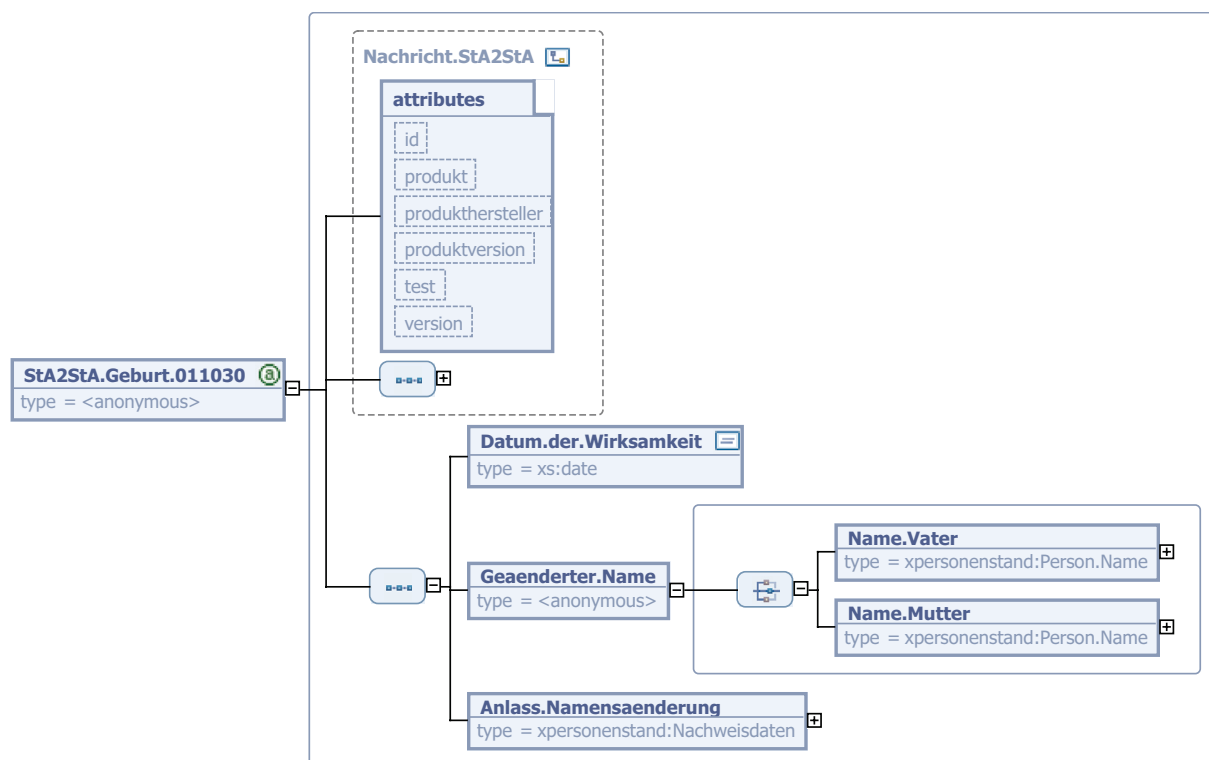 Nachricht.StA2StA
attributes
id
produkt
produkthersteller
produktversion
test
version
StA2StA.Geburt.011030 a
type = <anonymous>
Datum.der.Wirksamkeit
type = xs:date
Geaenderter.Name
type = <anonymous>
Name.Vater
type = xpersonenstand:Person.Name
Name.Mutter
type = xpersonenstand:Person.Name
Anlass.Namensaenderung
type = xpersonenstand:Nachweisdaten